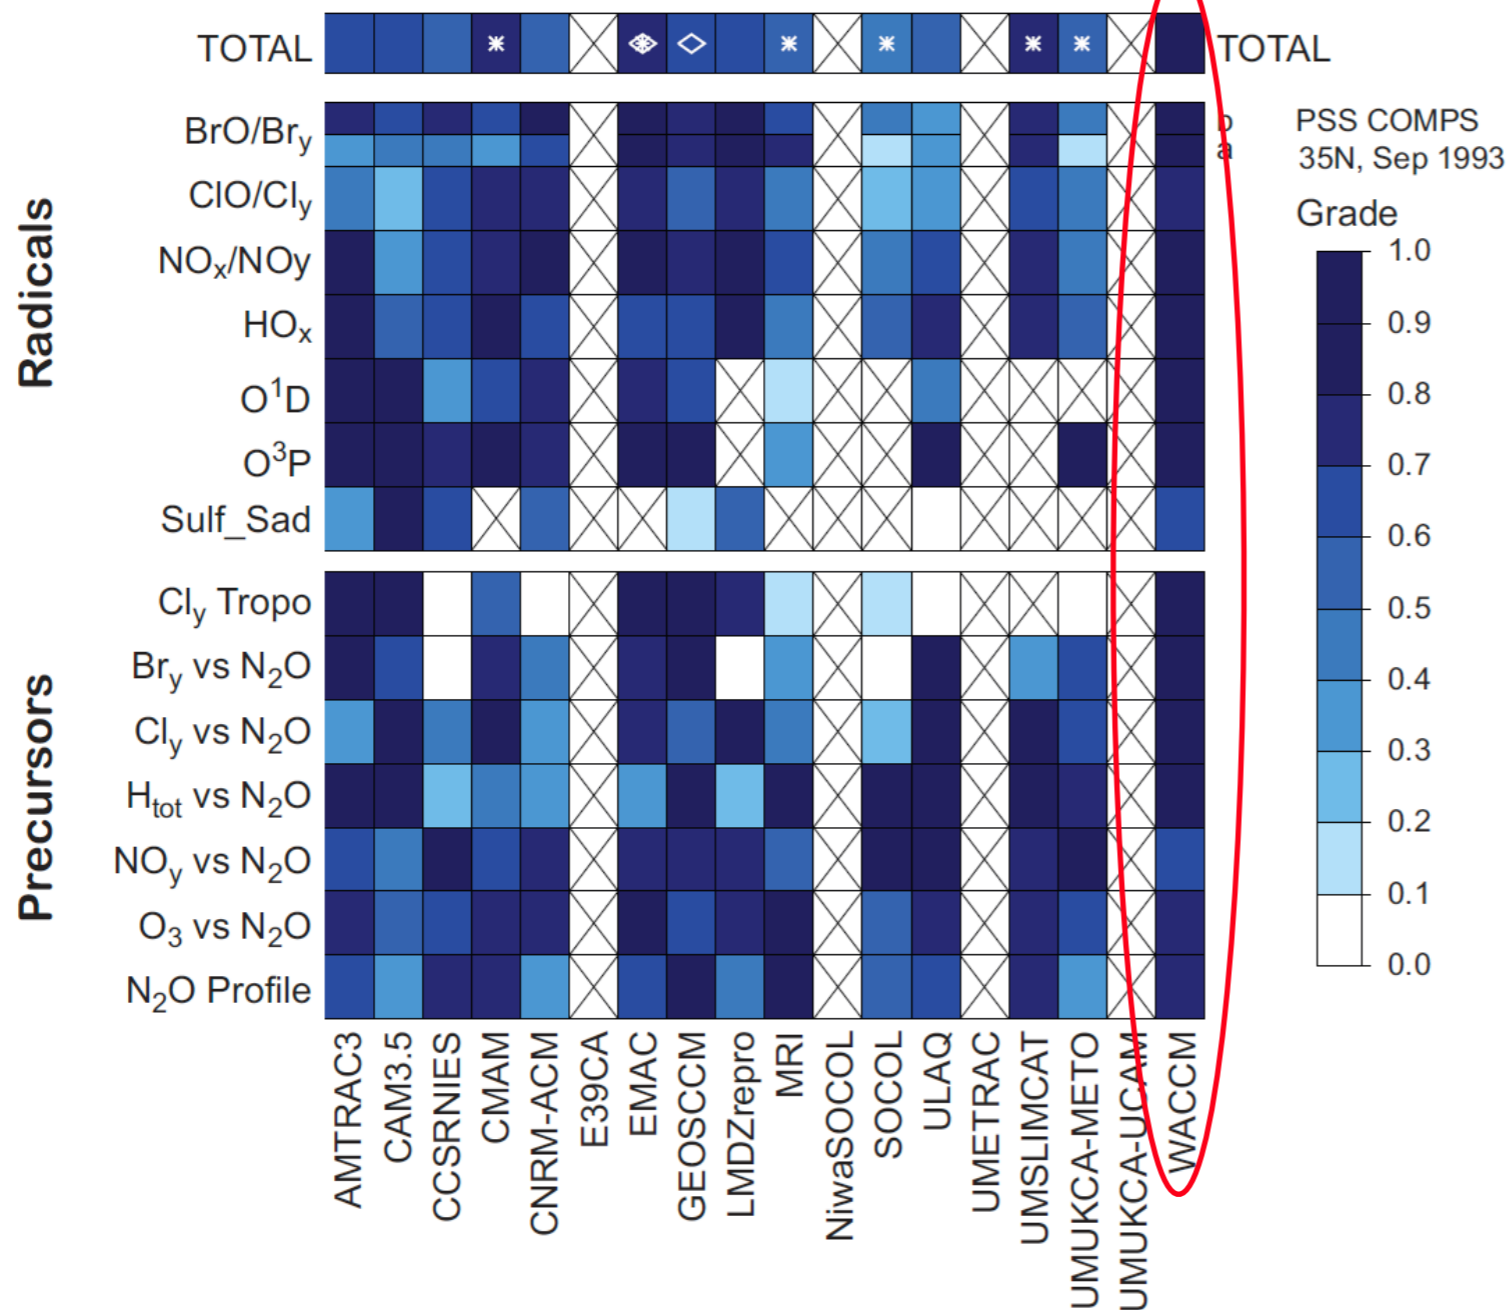 TOTAL
TOTAL
Radicals
BrO/Bry
b
a
ClO/Cly
NOx/NOy
HOx
O1D
O3P
Sulf_Sad
Precursors
Cly Tropo
Bry vs N2O
Cly vs N2O
Htot vs N2O
NOy vs N2O
O3 vs N2O
N2O Profile
AMTRAC3
CAM3.5
CCSRNIES
CMAM
CNRM-ACM
E39CA
EMAC
GEOSCCM
LMDZrepro
MRI
NiwaSOCOL
SOCOL
ULAQ
UMETRAC
UMSLIMCAT
UMUKCA-METO
UMUKCA-UCAM
WACCM
PSS COMPS
35N, Sep 1993
Grade
1.0
0.9
0.8
0.7
0.6
0.5
0.4
0.3
0.2
0.1
0.0